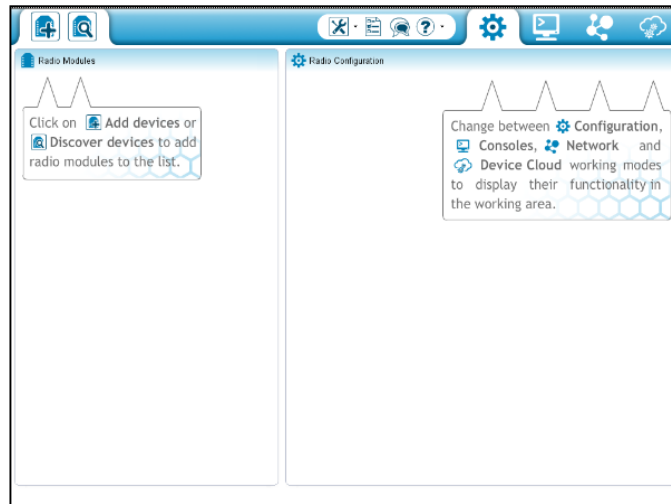 Radio Modules
Radio Configuration
Click on Add devices or
Discover devices to add
radio modules to the list.
Change between Configuration,
Consoles, Network and
Device Cloud working modes
to display their functionality in
the working area.